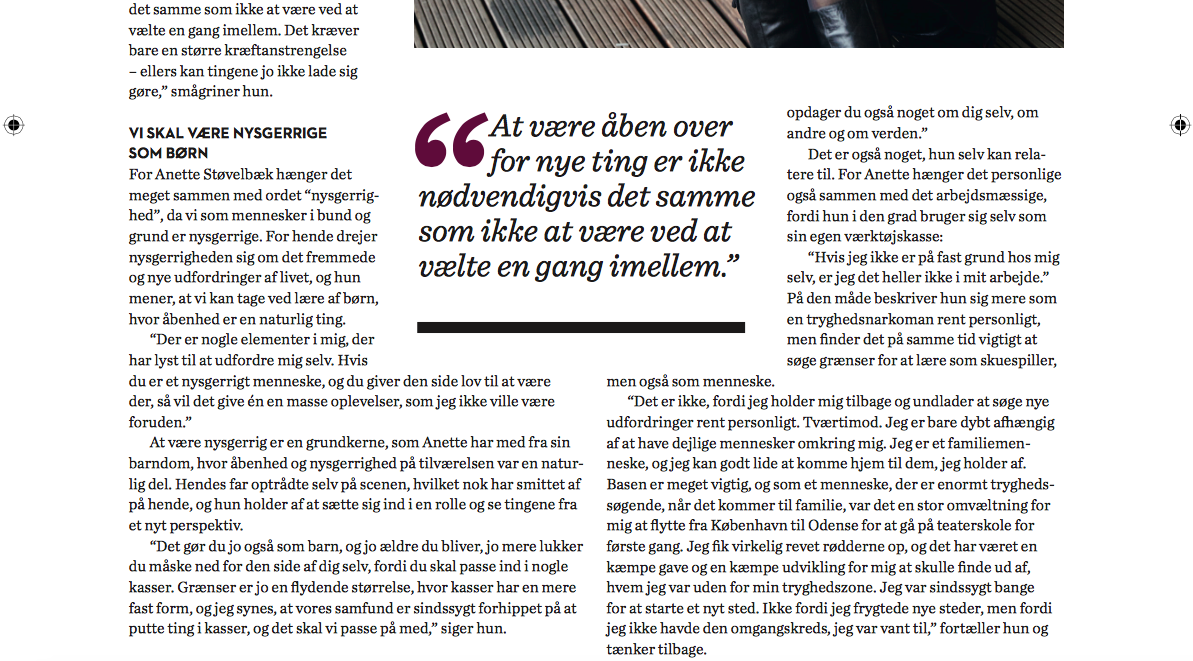 det samme som ikke at være ved at
vælte en gang imellem. Det kræver
bare en større kræftanstrengelse
– ellers kan tingene jo ikke lade sig
gøre,” smågriner hun.
VI SKAL VÆRE NYSGERRIGE
SOM BØRN
For Anette Støvelbæk hænger det
meget sammen med ordet “nysgerrig-
hed”, da vi som mennesker i bund og
grund er nysgerrige. For hende drejer
nysgerrigheden sig om det fremmede
og nye udfordringer af livet, og hun
mener, at vi kan tage ved lære af børn,
hvor åbenhed er en naturlig ting.
“Der er nogle elementer i mig, der
har lyst til at udfordre mig selv. Hvis
du er et nysgerrigt menneske, og du giver den side lov til at være
der, så vil det give én en masse oplevelser, som jeg ikke ville være
foruden.”
At være nysgerrig er en grundkerne, som Anette har med fra sin
barndom, hvor åbenhed og nysgerrighed på tilværelsen var en natur-
lig del. Hendes far optrådte selv på scenen, hvilket nok har smittet af
på hende, og hun holder af at sætte sig ind i en rolle og se tingene fra
et nyt perspektiv.
“Det gør du jo også som barn, og jo ældre du bliver, jo mere lukker
du måske ned for den side af dig selv, fordi du skal passe ind i nogle
kasser. Grænser er jo en flydende størrelse, hvor kasser har en mere
fast form, og jeg synes, at vores samfund er sindssygt forhippet på at
putte ting i kasser, og det skal vi passe på med,” siger hun.
“At være åben over
for nye ting er ikke
nødvendigvis det samme
som ikke at være ved at
vælte en gang imellem.”
opdager du også noget om dig selv, om
andre og om verden.”
Det er også noget, hun selv kan rela-
tere til. For Anette hænger det personlige
også sammen med det arbejdsmæssige,
fordi hun i den grad bruger sig selv som
sin egen værktøjskasse:
“Hvis jeg ikke er på fast grund hos mig
selv, er jeg det heller ikke i mit arbejde.”
På den måde beskriver hun sig mere som
en tryghedsnarkoman rent personligt,
men finder det på samme tid vigtigt at
søge grænser for at lære som skuespiller,
men også som menneske.
“Det er ikke, fordi jeg holder mig tilbage og undlader at søge nye
udfordringer rent personligt. Tværtimod. Jeg er bare dybt afhængig
af at have dejlige mennesker omkring mig. Jeg er et familiemen-
neske, og jeg kan godt lide at komme hjem til dem, jeg holder af.
Basen er meget vigtig, og som et menneske, der er enormt trygheds-
søgende, når det kommer til familie, var det en stor omvæltning for
mig at flytte fra København til Odense for at gå på teaterskole for
første gang. Jeg fik virkelig revet rødderne op, og det har været en
kæmpe gave og en kæmpe udvikling for mig at skulle finde ud af,
hvem jeg var uden for min tryghedszone. Jeg var sindssygt bange
for at starte et nyt sted. Ikke fordi jeg frygtede nye steder, men fordi
jeg ikke havde den omgangskreds, jeg var vant til,” fortæller hun og
tænker tilbage.